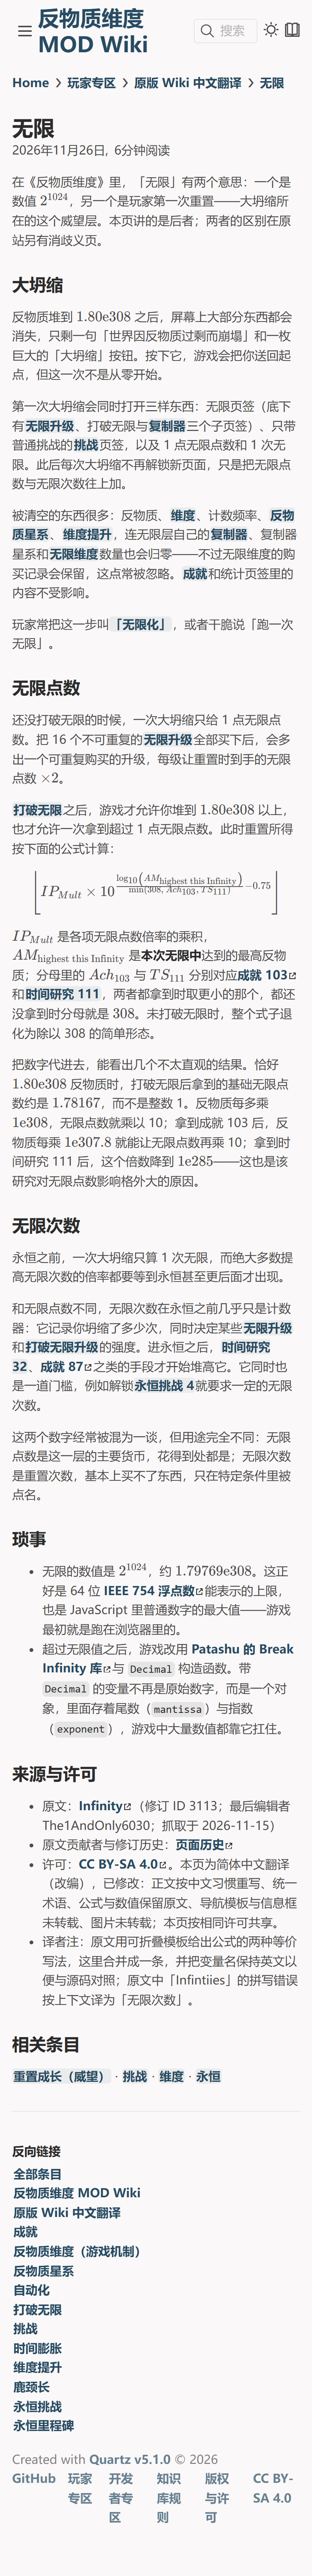 反物质维度
MOD Wiki
搜索
Home > 玩家专区 > 原版 Wiki 中文翻译 > 无限
无限
2026年11月26日，6分钟阅读
在《反物质维度》里，「无限」有两个意思：一个是
数值 2^1024，另一个是玩家第一次重置——大坍缩所
在的这个威望层。本页讲的是后者；两者的区别在原
站另有消歧义页。
大坍缩
反物质堆到 1.80e308 之后，屏幕上大部分东西都会
消失，只剩一句「世界因反物质过剩而崩塌」和一枚
巨大的「大坍缩」按钮。按下它，游戏会把你送回起
点，但这一次不是从零开始。
第一次大坍缩会同时打开三样东西：无限页签（底下
有无限升级、打破无限与复制器三个子页签）、只带
普通挑战的挑战页签，以及 1 点无限点数和 1 次无
限。此后每次大坍缩不再解锁新页面，只是把无限点
数与无限次数往上加。
被清空的东西很多：反物质、维度、计数频率、反物
质星系、维度提升，连无限层自己的复制器、复制器
星系和无限维度数量也会归零——不过无限维度的购
买记录会保留，这点常被忽略。成就和统计页签里的
内容不受影响。
玩家常把这一步叫「无限化」，或者干脆说「跑一次
无限」。
无限点数
还没打破无限的时候，一次大坍缩只给 1 点无限点
数。把 16 个不可重复的无限升级全部买下后，会多
出一个可重复购买的升级，每级让重置时到手的无限
点数 ×2。
打破无限之后，游戏才允许你堆到 1.80e308 以上，
也才允许一次拿到超过 1 点无限点数。此时重置所得
按下面的公式计算：
⌊IP_Mult × 10^(log10(AM_highest this Infinity)/min(308, Ach_103, TS_111) − 0.75)⌋
IP_Mult 是各项无限点数倍率的乘积，
AM_highest this Infinity 是本次无限中达到的最高反物
质；分母里的 Ach_103 与 TS_111 分别对应成就 103
和时间研究 111，两者都拿到时取更小的那个，都还
没拿到时分母就是 308。未打破无限时，整个式子退
化为除以 308 的简单形态。
把数字代进去，能看出几个不太直观的结果。恰好
1.80e308 反物质时，打破无限后拿到的基础无限点
数约是 1.78167，而不是整数 1。反物质每多乘
1e308，无限点数就乘以 10；拿到成就 103 后，反
物质每乘 1e307.8 就能让无限点数再乘 10；拿到时
间研究 111 后，这个倍数降到 1e285——这也是该
研究对无限点数影响格外大的原因。
无限次数
永恒之前，一次大坍缩只算 1 次无限，而绝大多数提
高无限次数的倍率都要等到永恒甚至更后面才出现。
和无限点数不同，无限次数在永恒之前几乎只是计数
器：它记录你坍缩了多少次，同时决定某些无限升级
和打破无限升级的强度。进永恒之后，时间研究
32、成就 87之类的手段才开始堆高它。它同时也
是一道门槛，例如解锁永恒挑战 4就要求一定的无限
次数。
这两个数字经常被混为一谈，但用途完全不同：无限
点数是这一层的主要货币，花得到处都是；无限次数
是重置次数，基本上买不了东西，只在特定条件里被
点名。
琐事
• 无限的数值是 2^1024，约 1.79769e308。这正
好是 64 位 IEEE 754 浮点数能表示的上限，
也是 JavaScript 里普通数字的最大值——游戏
最初就是跑在浏览器里的。
• 超过无限值之后，游戏改用 Patashu 的 Break
Infinity 库与 Decimal 构造函数。带
Decimal 的变量不再是原始数字，而是一个对
象，里面存着尾数（mantissa）与指数
（exponent），游戏中大量数值都靠它扛住。
来源与许可
• 原文：Infinity（修订 ID 3113；最后编辑者
The1AndOnly6030；抓取于 2026-11-15）
• 原文贡献者与修订历史：页面历史
• 许可：CC BY-SA 4.0。本页为简体中文翻译
（改编），已修改：正文按中文习惯重写、统一
术语、公式与数值保留原文、导航模板与信息框
未转载、图片未转载；本页按相同许可共享。
• 译者注：原文用可折叠模板给出公式的两种等价
写法，这里合并成一条，并把变量名保持英文以
便与源码对照；原文中「Infintiies」的拼写错误
按上下文译为「无限次数」。
相关条目
重置成长（威望） · 挑战 · 维度 · 永恒
反向链接
全部条目
反物质维度 MOD Wiki
原版 Wiki 中文翻译
成就
反物质维度（游戏机制）
反物质星系
自动化
打破无限
挑战
时间膨胀
维度提升
鹿颈长
永恒挑战
永恒里程碑
Created with Quartz v5.1.0 © 2026
GitHub 玩家专区 开发者专区 知识库规则 版权与许可 CC BY-SA 4.0